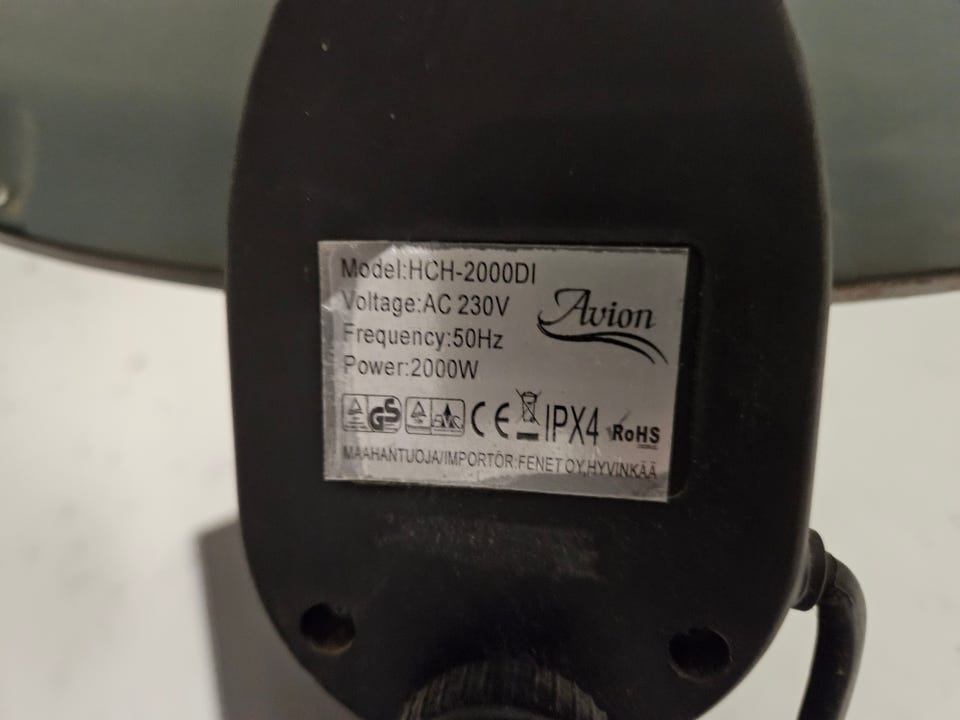 Model:HCH-2000DI
Voltage:AC 230V
Avion
Frequency:50Hz
Power:2000W
GS EMC CE IPX4 RoHS
MAAHANTUOJA/IMPORTÖR:FENET OY,HYVINKÄÄ